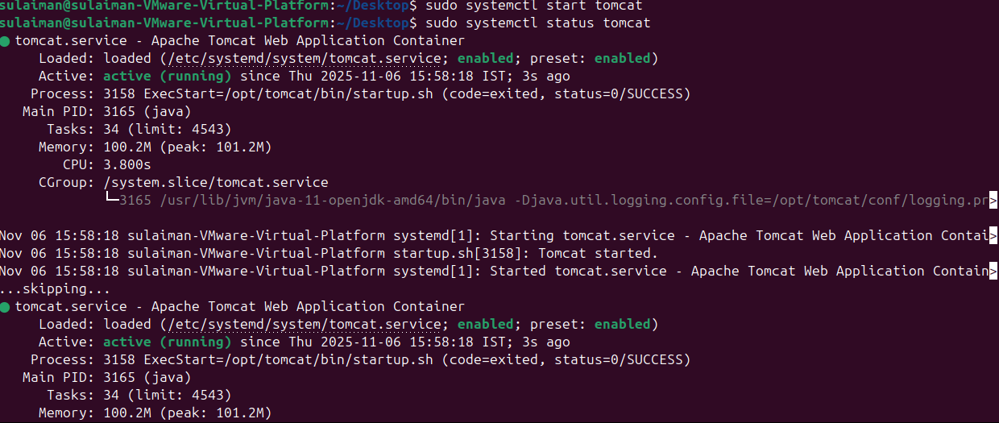 sulaiman@sulaiman-VMware-Virtual-Platform:~/Desktop$ sudo systemctl start tomcat
sulaiman@sulaiman-VMware-Virtual-Platform:~/Desktop$ sudo systemctl status tomcat
● tomcat.service - Apache Tomcat Web Application Container
     Loaded: loaded (/etc/systemd/system/tomcat.service; enabled; preset: enabled)
     Active: active (running) since Thu 2025-11-06 15:58:18 IST; 3s ago
    Process: 3158 ExecStart=/opt/tomcat/bin/startup.sh (code=exited, status=0/SUCCESS)
   Main PID: 3165 (java)
      Tasks: 34 (limit: 4543)
     Memory: 100.2M (peak: 101.2M)
        CPU: 3.800s
     CGroup: /system.slice/tomcat.service
             └─3165 /usr/lib/jvm/java-11-openjdk-amd64/bin/java -Djava.util.logging.config.file=/opt/tomcat/conf/logging.pr>
Nov 06 15:58:18 sulaiman-VMware-Virtual-Platform systemd[1]: Starting tomcat.service - Apache Tomcat Web Application Contai>
Nov 06 15:58:18 sulaiman-VMware-Virtual-Platform startup.sh[3158]: Tomcat started.
Nov 06 15:58:18 sulaiman-VMware-Virtual-Platform systemd[1]: Started tomcat.service - Apache Tomcat Web Application Contain>
...skipping...
● tomcat.service - Apache Tomcat Web Application Container
     Loaded: loaded (/etc/systemd/system/tomcat.service; enabled; preset: enabled)
     Active: active (running) since Thu 2025-11-06 15:58:18 IST; 3s ago
    Process: 3158 ExecStart=/opt/tomcat/bin/startup.sh (code=exited, status=0/SUCCESS)
   Main PID: 3165 (java)
      Tasks: 34 (limit: 4543)
     Memory: 100.2M (peak: 101.2M)